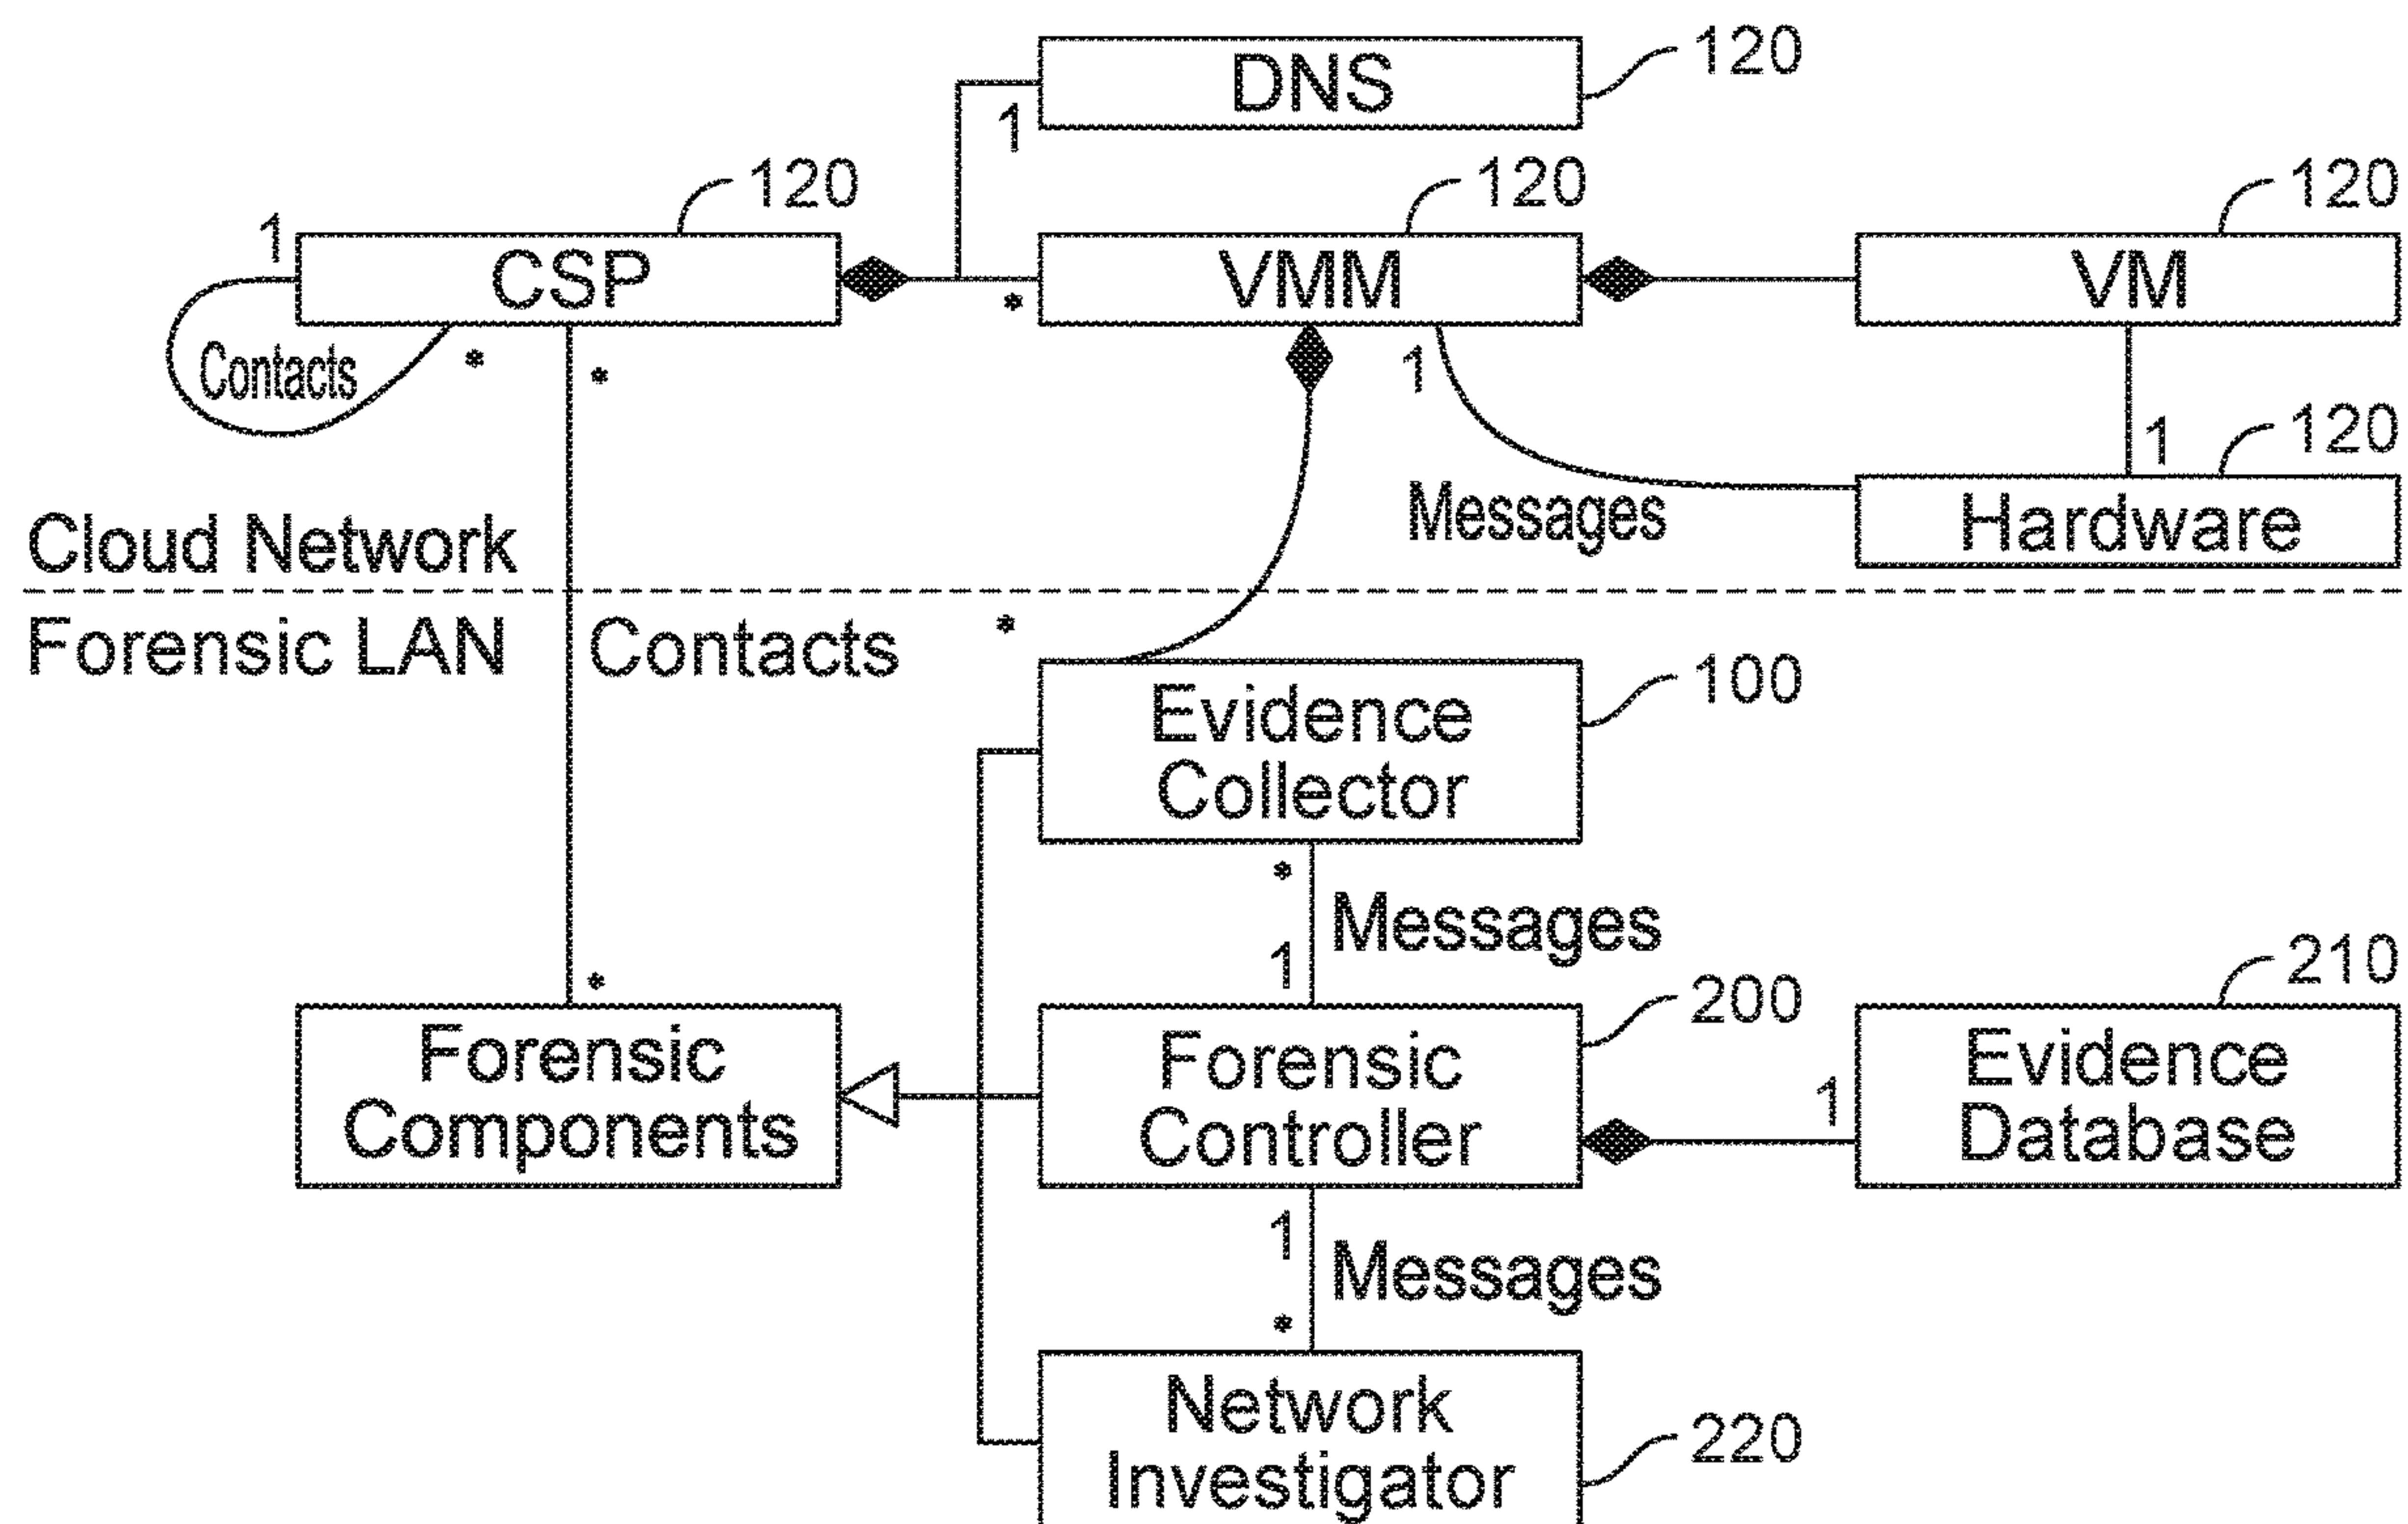 DNS
120
1
120
120
120
1
CSP
VMM
VM
*
Contacts
*
*
1
1
120
Messages
Hardware
Cloud Network
Forensic LAN
Contacts
*
100
Evidence
Collector
*
Messages
1
*
200
210
Forensic
Components
Forensic
Controller
1
Evidence
Database
1
Messages
*
Network
Investigator
220